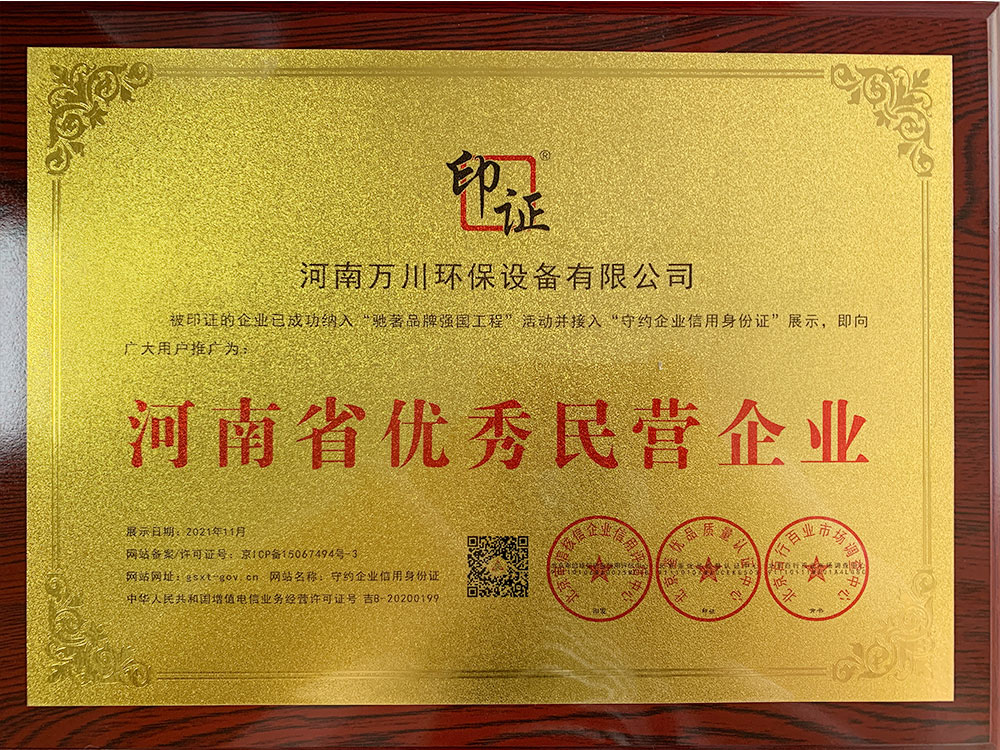 印证®
河南万川环保设备有限公司
被印证的企业已成功纳入“驰著品牌强国工程”活动并接入“守约企业信用身份证”展示，即向
广大用户推广为：
河南省优秀民营企业
展示日期：2021年11月
网站备案/许可证号：京ICP备15067494号-3
网站网址：gsxt-gov.cn 网站名称：守约企业信用身份证
中华人民共和国增值电信业务经营许可证号 吉B-20200199
印证